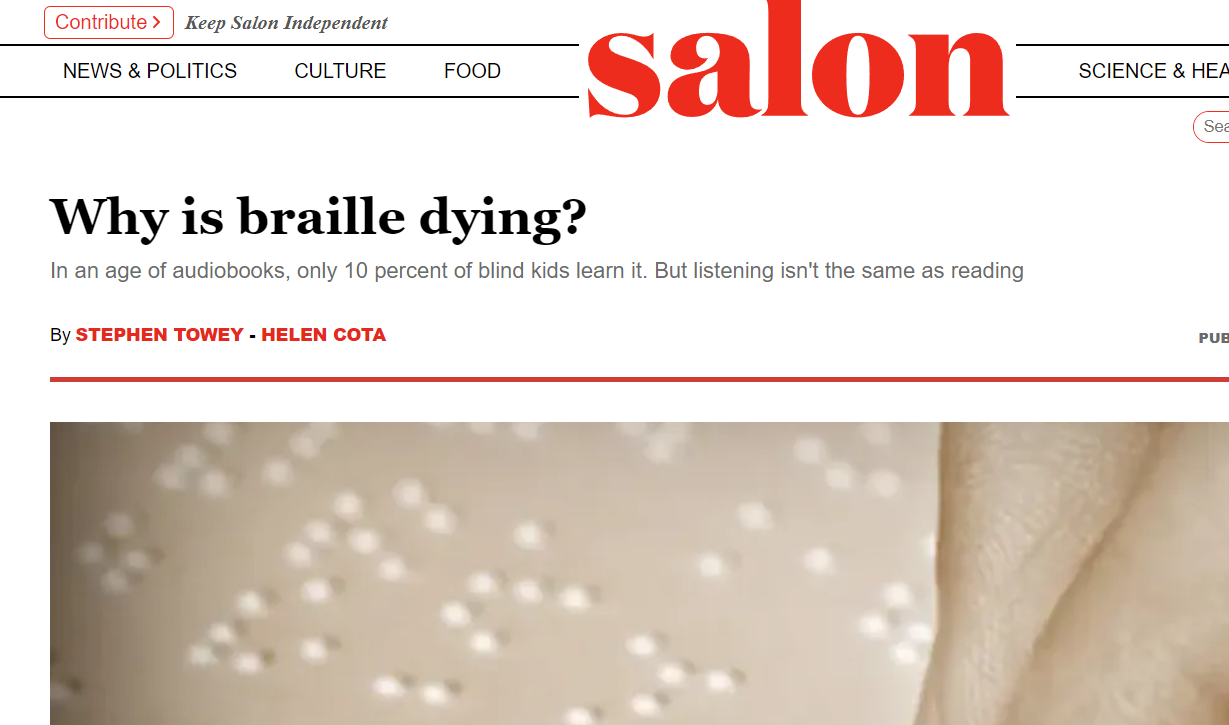 Contribute Keep Salon Independent
NEWS & POLITICS CULTURE FOOD salon SCIENCE & HEA
Sea
Why is braille dying?
In an age of audiobooks, only 10 percent of blind kids learn it. But listening isn't the same as reading
By STEPHEN TOWEY - HELEN COTA
PUB